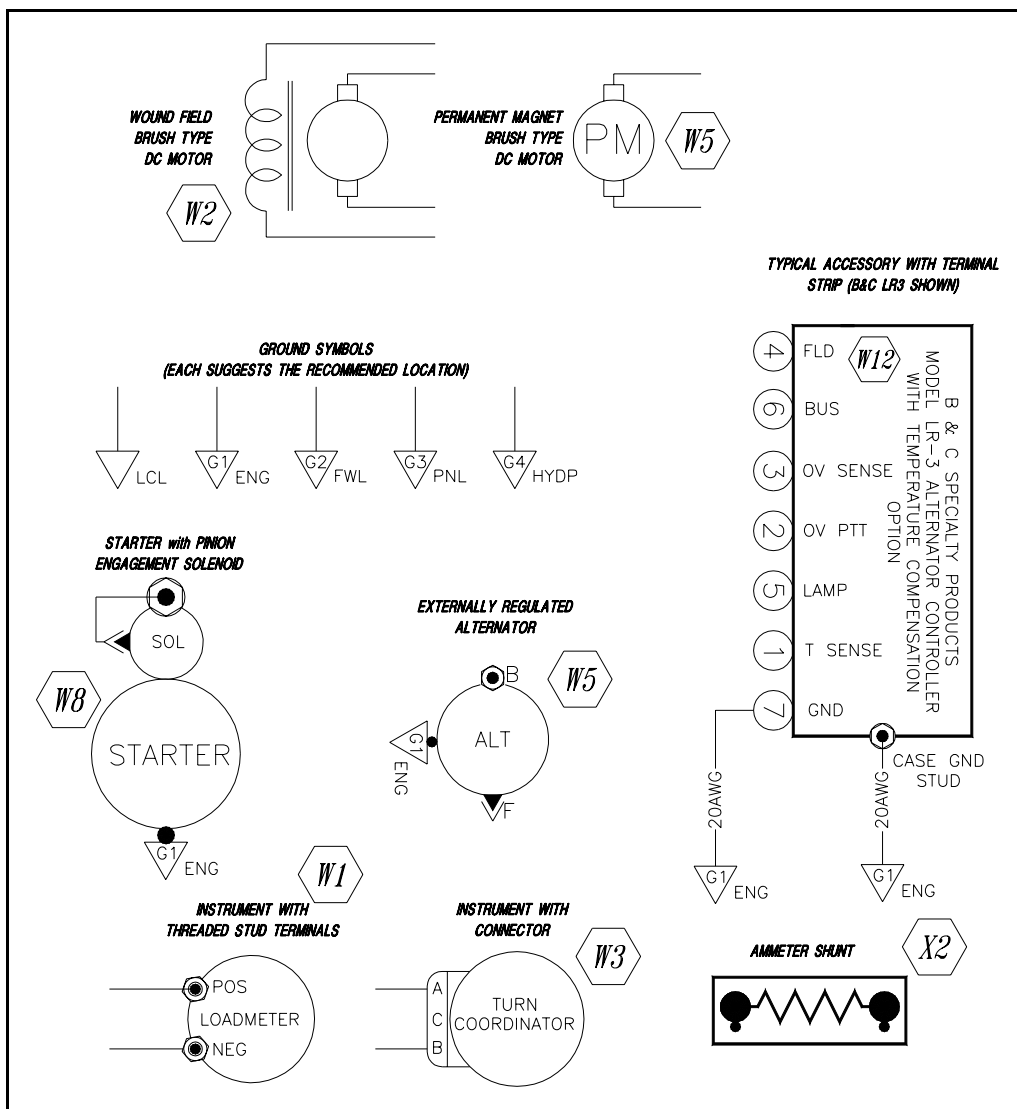 WOUND FIELD
BRUSH TYPE
DC MOTOR
W2
PERMANENT MAGNET
BRUSH TYPE
DC MOTOR
PM
W5
TYPICAL ACCESSORY WITH TERMINAL
STRIP (B&C LR3 SHOWN)
4 FLD
6 BUS
3 OV SENSE
2 OV PTT
5 LAMP
1 T SENSE
7 GND
W12
B & C SPECIALTY PRODUCTS
MODEL LR-3 ALTERNATOR CONTROLLER
WITH TEMPERATURE COMPENSATION
OPTION
CASE GND
STUD
20AWG
20AWG
G1 ENG
G1 ENG
GROUND SYMBOLS
(EACH SUGGESTS THE RECOMMENDED LOCATION)
LCL
G1 ENG
G2 FWL
G3 PNL
G4 HYDP
STARTER with PINION
ENGAGEMENT SOLENOID
SOL
W8
STARTER
G1 ENG
EXTERNALLY REGULATED
ALTERNATOR
B
W5
ALT
G1 ENG
F
W1
INSTRUMENT WITH
THREADED STUD TERMINALS
POS
LOADMETER
NEG
INSTRUMENT WITH
CONNECTOR
W3
A
C
B
TURN
COORDINATOR
AMMETER SHUNT
X2